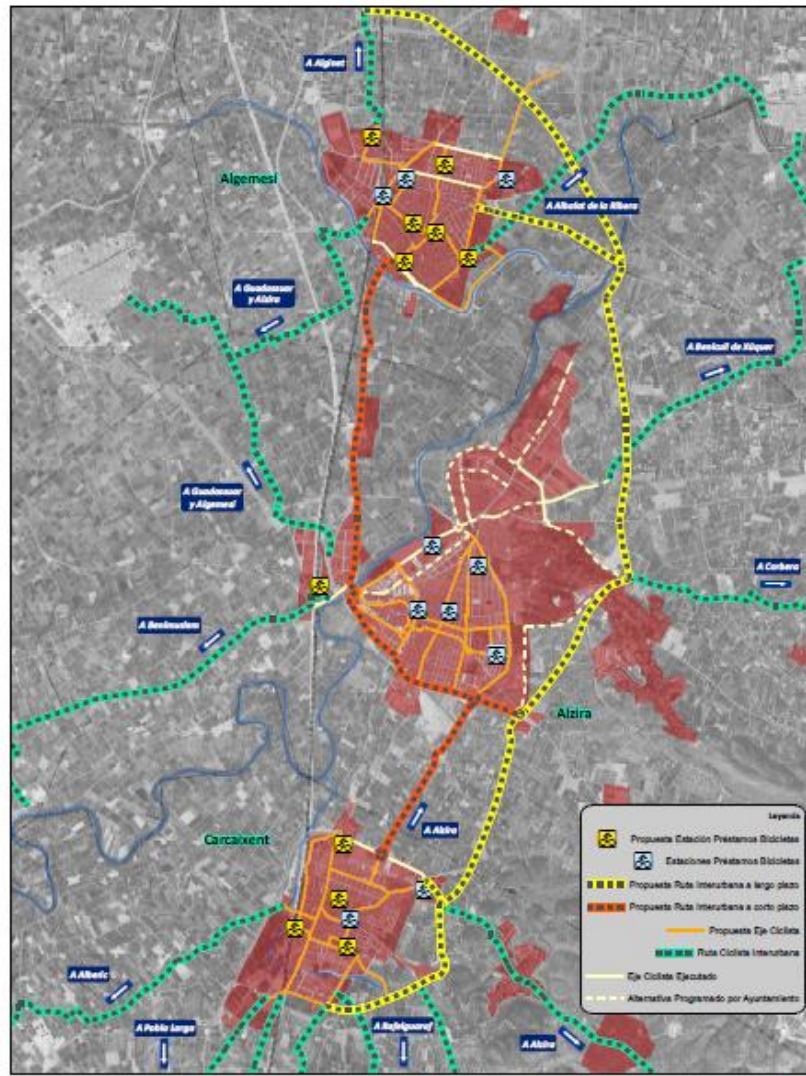 A Alginet
Algemesí
A Albalat de la Ribera
A Guadassuar
y Alzira
A Benicull de Xúquer
A Guadassuar
y Algemesí
A Corbera
A Benimuslem
Alzira
Carcaixent
A Alzira
A Alberic
A Pobla Larga
A Rafelguaraf
A Alzira
Leyenda
Propuesta Estación Préstamos Bicicletas
Estaciones Préstamos Bicicletas
Propuesta Ruta Interurbana a largo plazo
Propuesta Ruta Interurbana a corto plazo
Propuesta Eje Ciclista
Ruta Ciclista Interurbana
Eje Ciclista Ejecutado
Alternativa Programado por Ayuntamiento